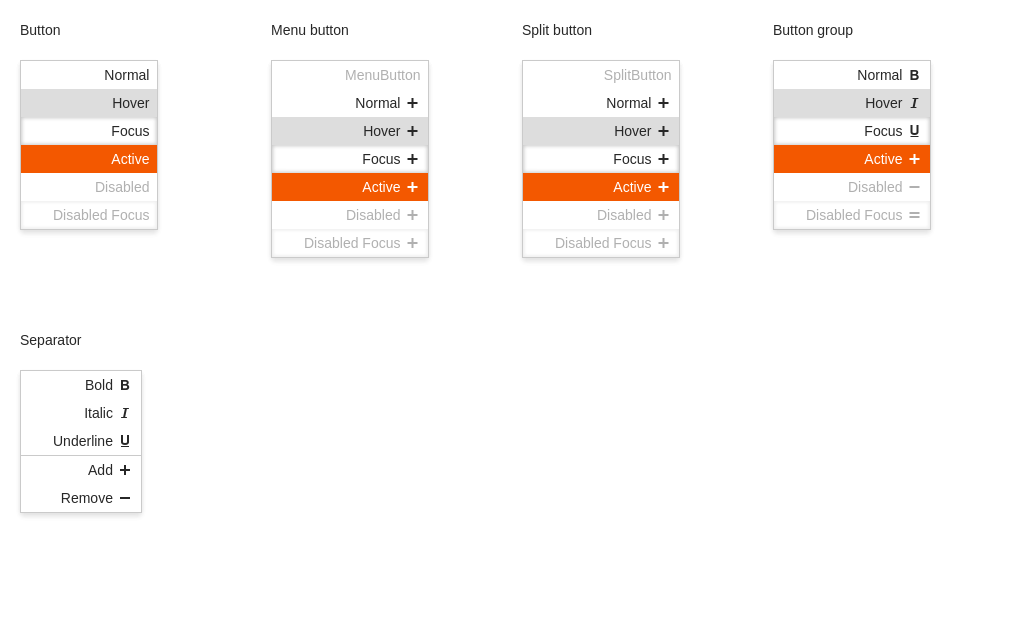 Button
Normal
Hover
Focus
Active
Disabled
Disabled Focus
Menu button
MenuButton
Normal
Hover
Focus
Active
Disabled
Disabled Focus
Split button
SplitButton
Normal
Hover
Focus
Active
Disabled
Disabled Focus
Button group
Normal B
Hover I
Focus U
Active
Disabled
Disabled Focus
Separator
Bold B
Italic I
Underline U
Add
Remove